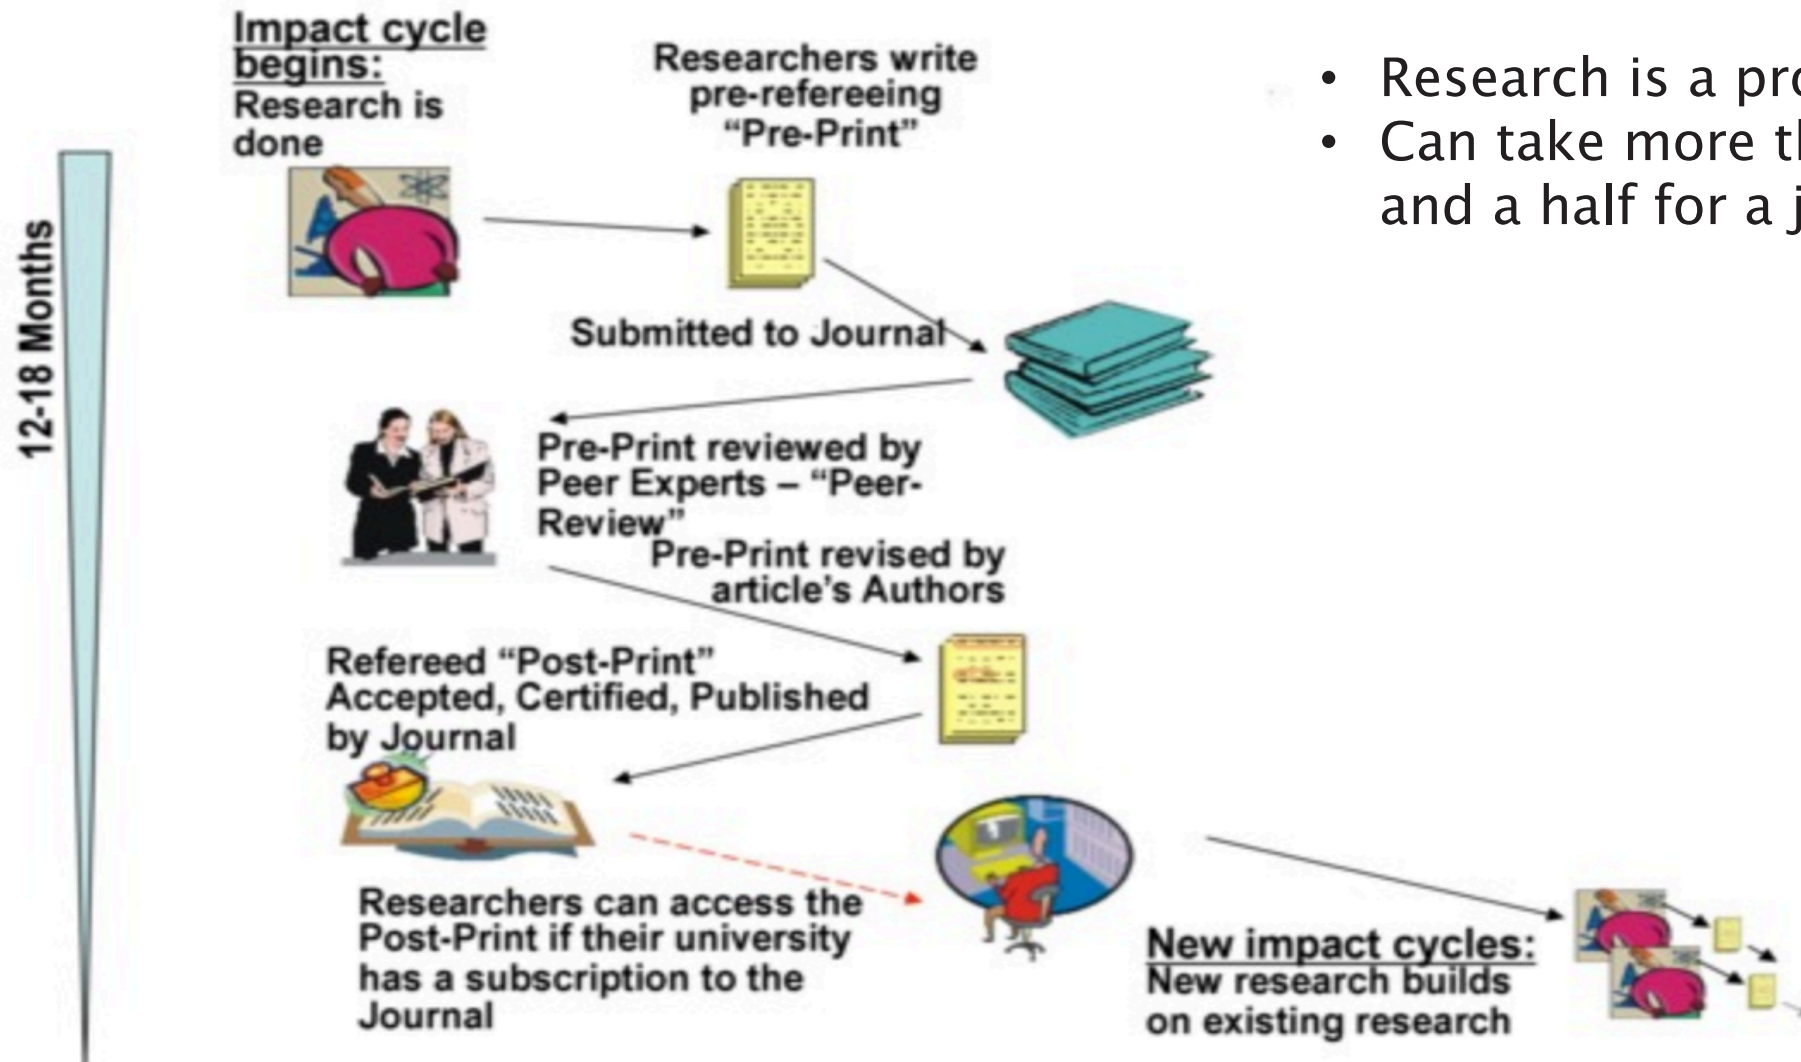 Impact cycle
begins:
Research is
done
Researchers write
pre-refereeing
“Pre-Print”
• Research is a
• Can take more
and a half for a
12-18 Months
Submitted to Journal
Pre-Print reviewed by
Peer Experts – “Peer-
Review”
Pre-Print revised by
article's Authors
Refereed “Post-Print”
Accepted, Certified, Published
by Journal
Researchers can access the
Post-Print if their university
has a subscription to the
Journal
New impact cycles:
New research builds
on existing research